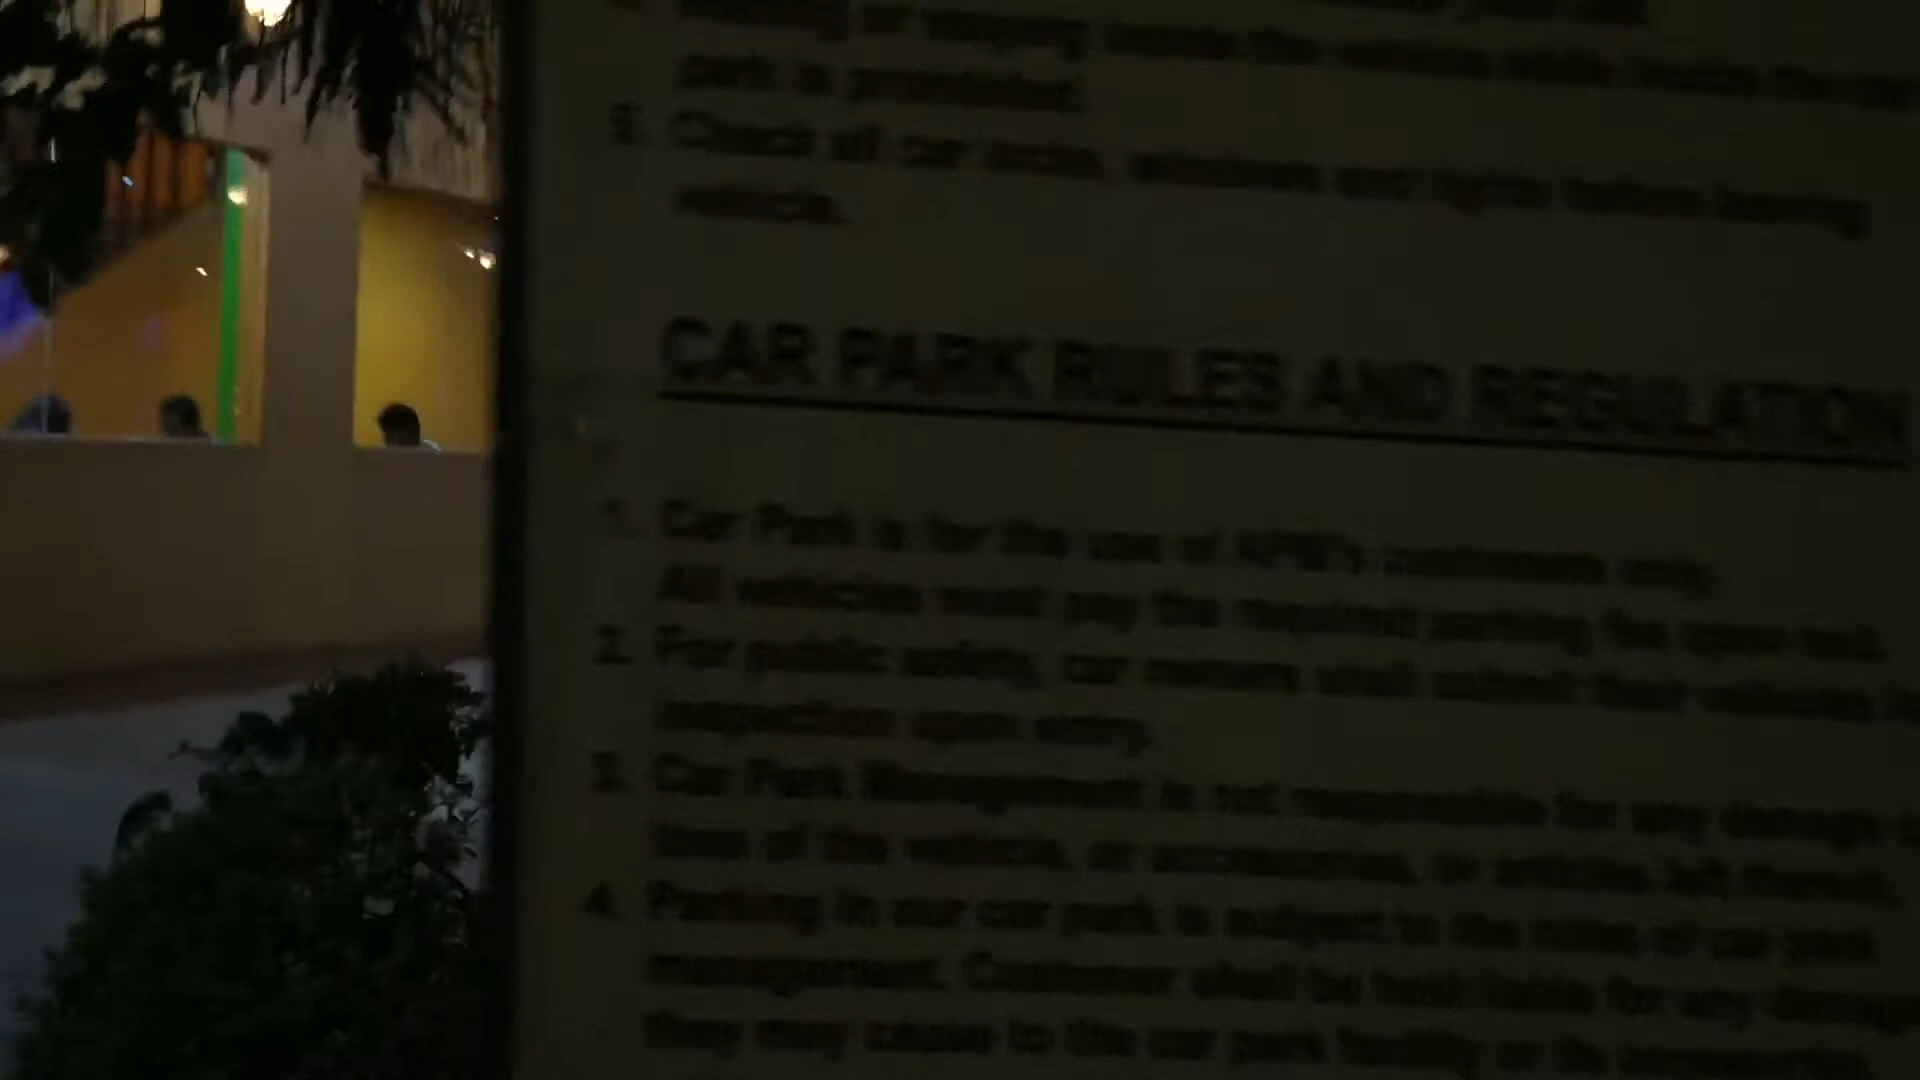 park is prohibited.
5. Check all car locks, windows and lights before leaving
vehicle.
CAR PARK RULES AND REGULATION
1. Car Park is for the use of customers only.
All vehicles must pay the required parking fee upon exit.
2. For public safety, car owners shall submit their vehicles
inspection upon entry.
3. Car Park Management is not responsible for any damage
loss of the vehicle, or accessories, or articles left thereat.
4. Parking in our car park is subject to the rules of car park
management. Customer shall be held liable for any damage
they may cause to the car park facility or its